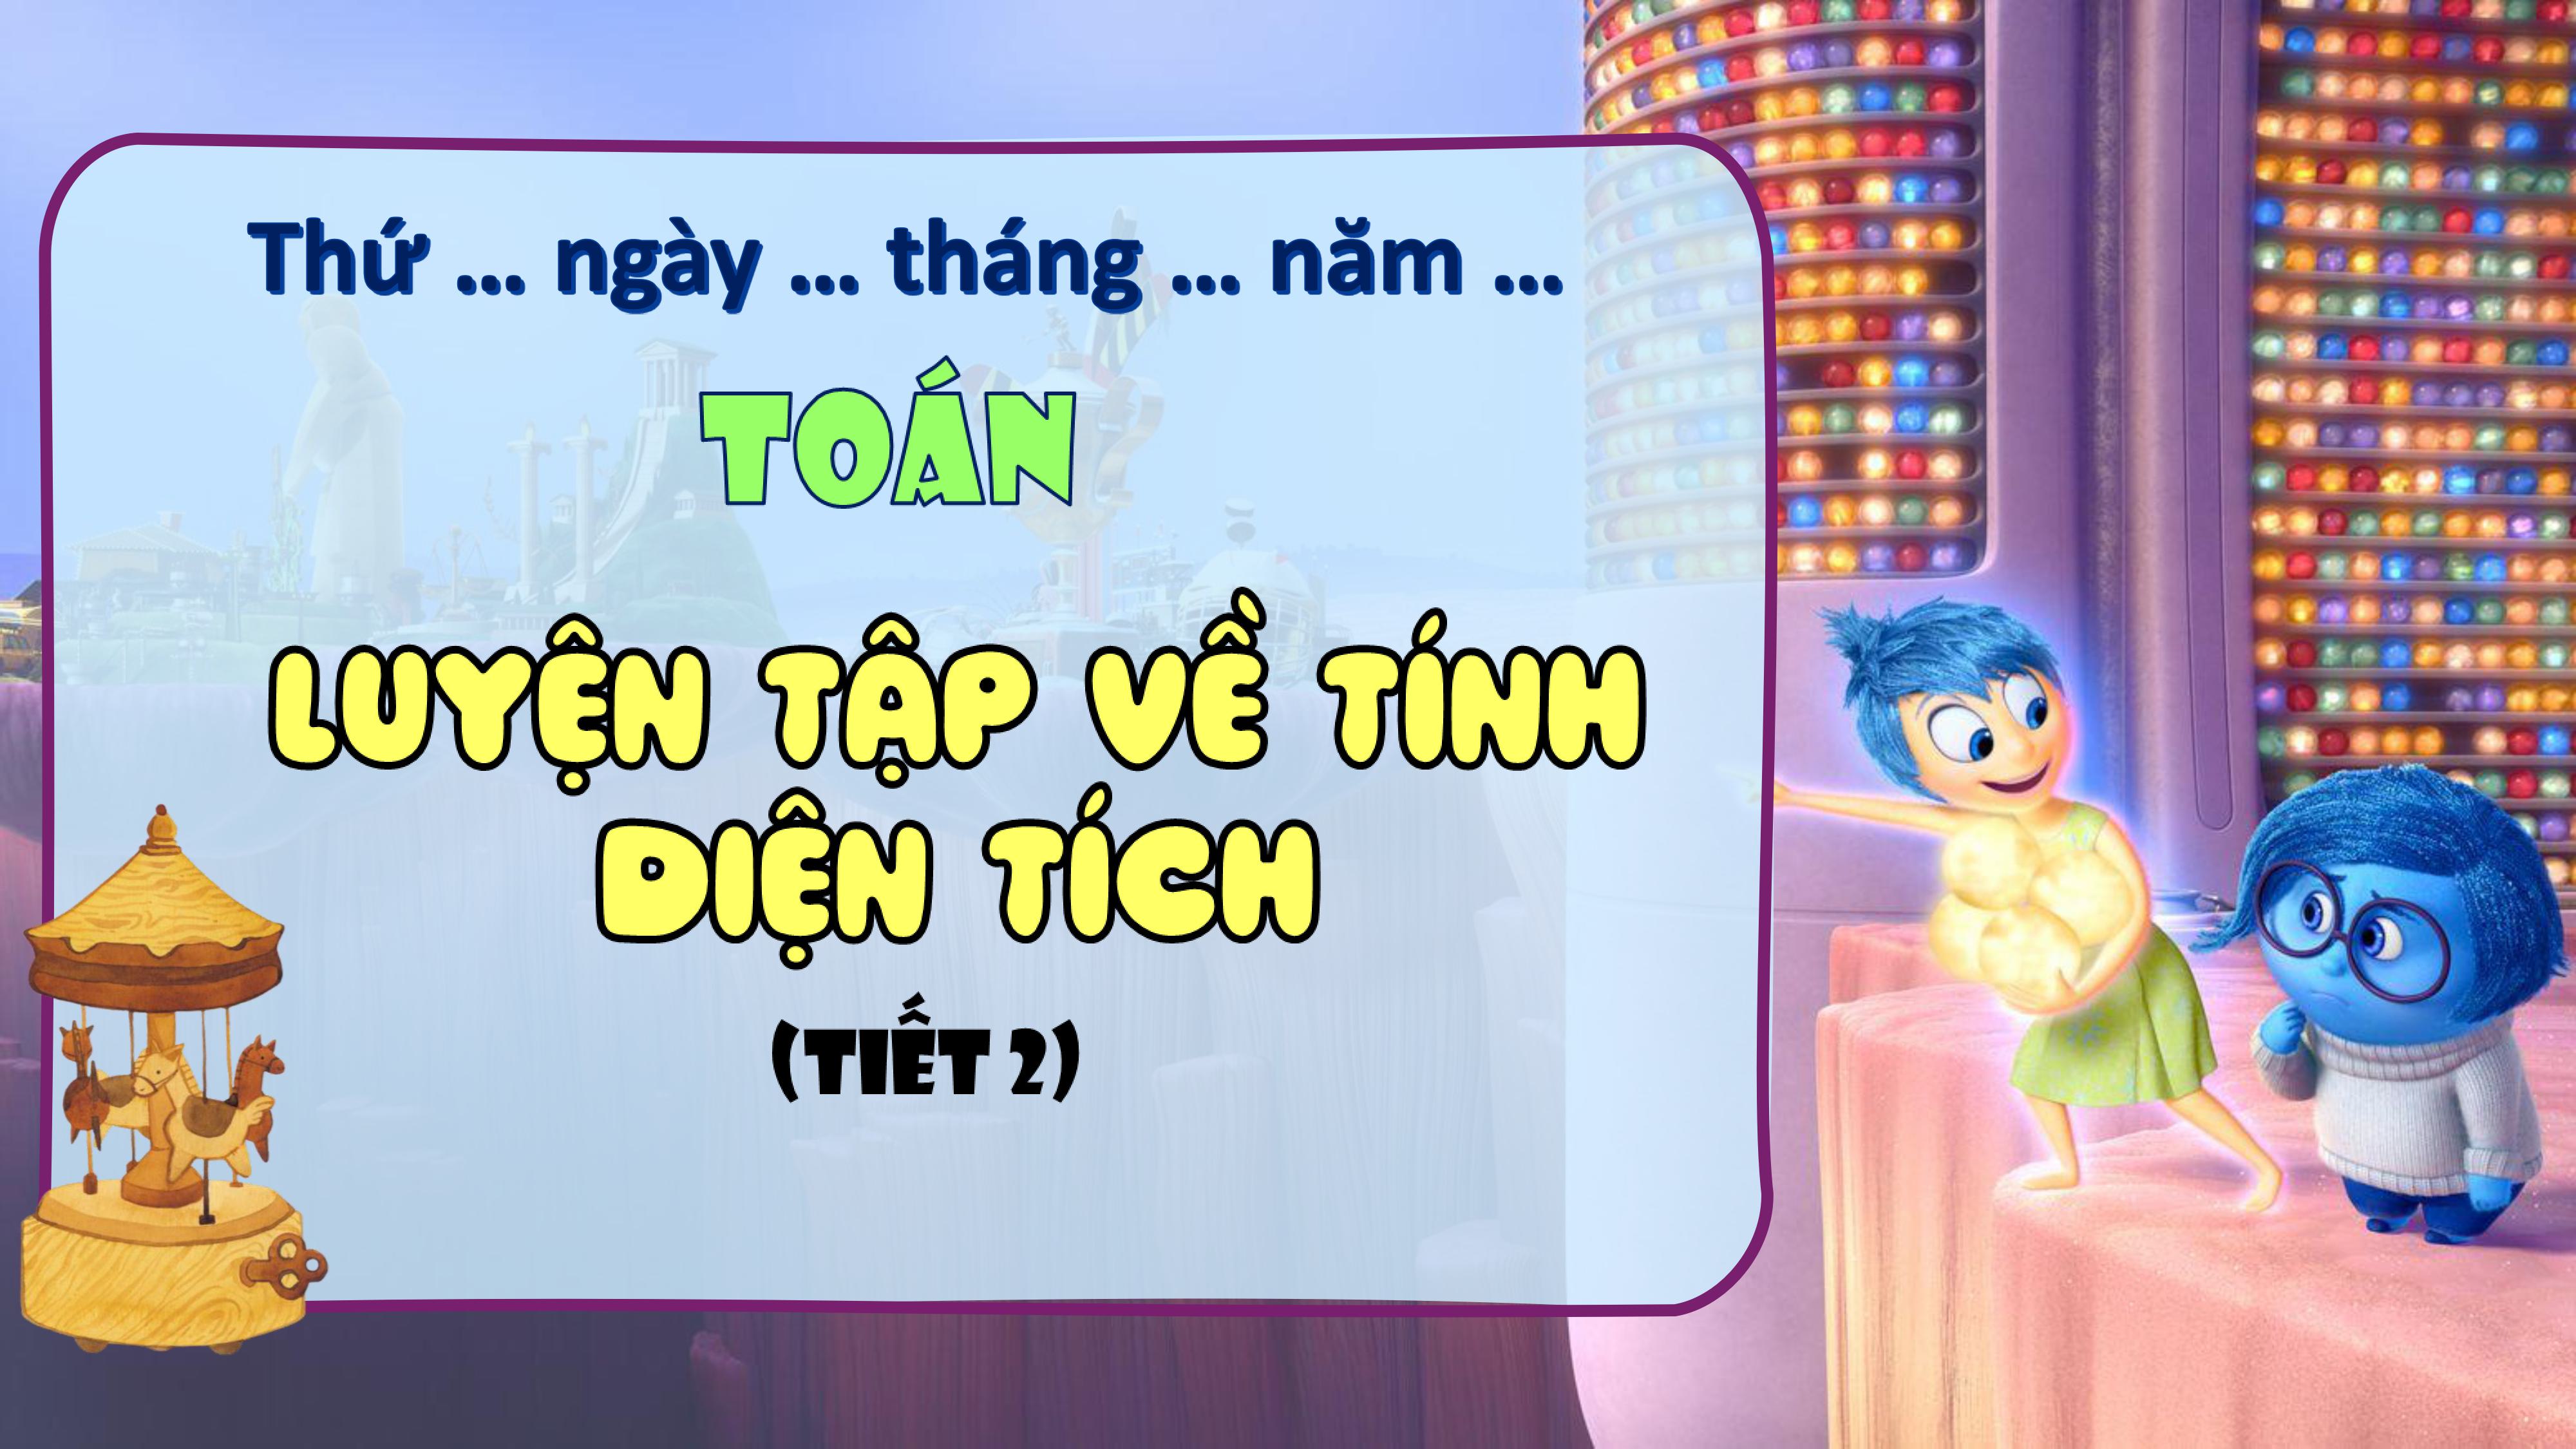 Thứ ... ngày ... tháng ... năm ...
TOÁN
LUYỆN TẬP VỀ TÍNH
DIỆN TÍCH
(TIẾT 2)